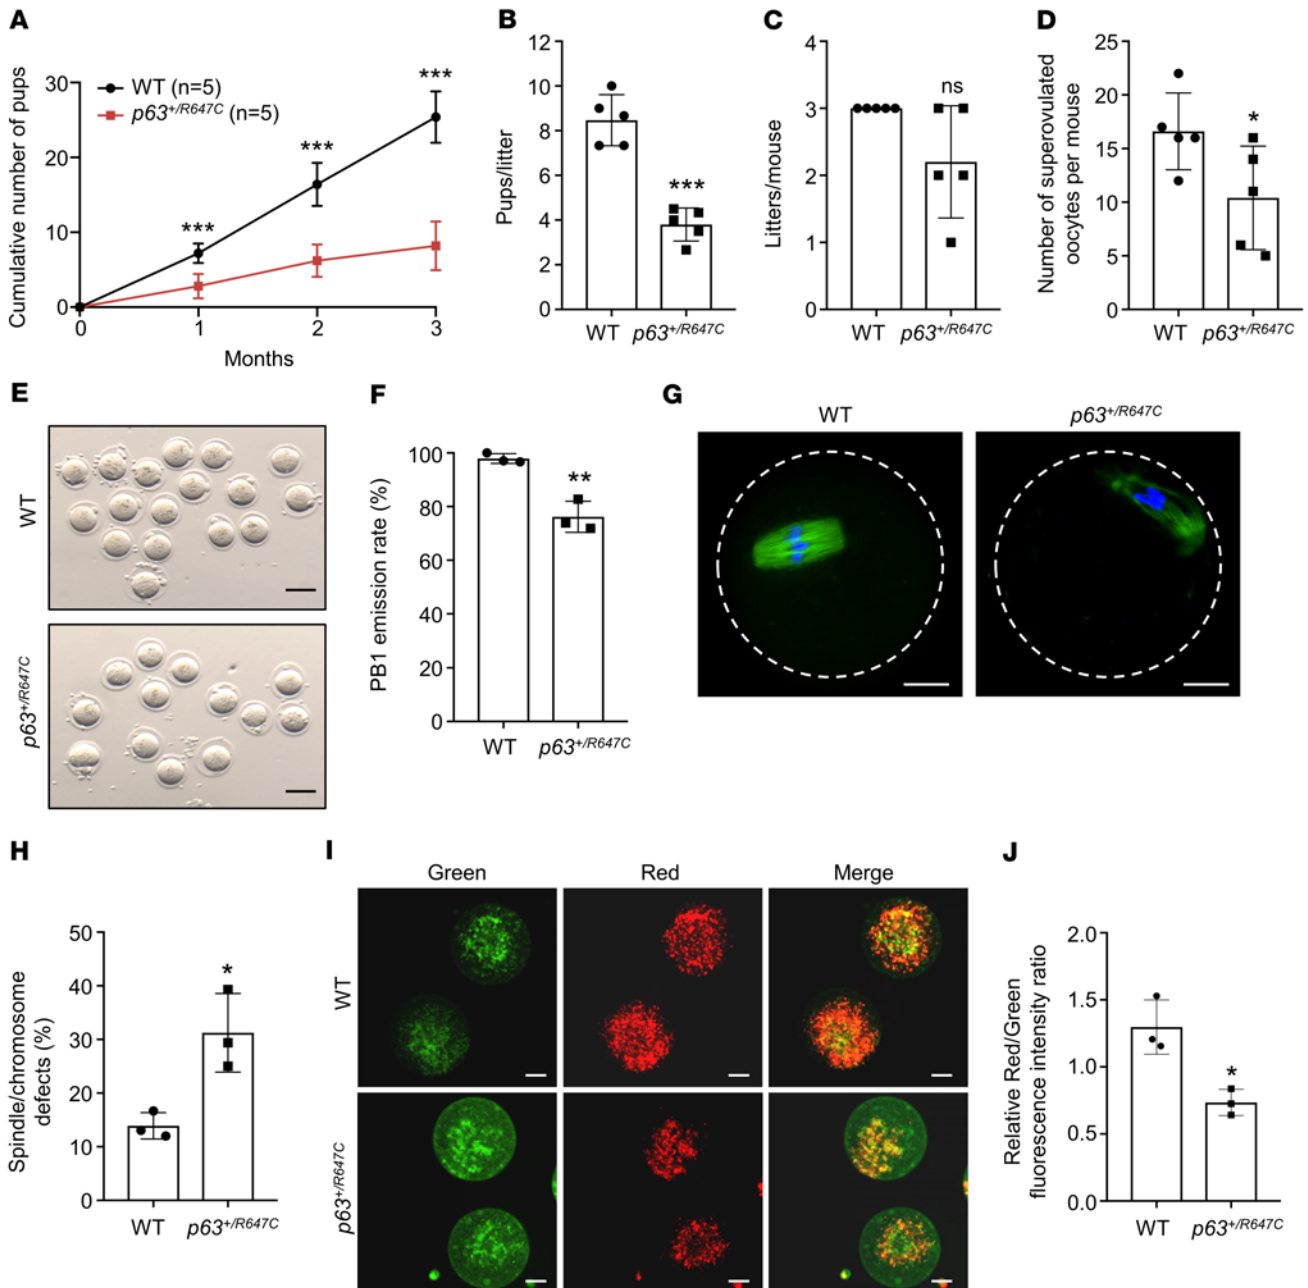 A
Cumulative number of pups
30
20
10
0
WT (n=5)
p63+/R647C (n=5)
***
***
***
0 1 2 3
Months
B
Pups/litter
12
10
8
6
4
2
0
***
WT p63+/R647C
C
Litters/mouse
4
3
2
1
0
ns
WT p63+/R647C
D
Number of superovulated
oocytes per mouse
25
20
15
10
5
0
*
WT p63+/R647C
E
WT
p63+/R647C
F
PB1 emission rate (%)
100
80
60
40
20
0
**
WT p63+/R647C
G
WT p63+/R647C
H
Spindle/chromosome
defects (%)
50
40
30
20
10
0
*
WT p63+/R647C
I
Green Red Merge
WT
p63+/R647C
J
Relative Red/Green
fluorescence intensity ratio
2.0
1.5
1.0
0.5
0.0
*
WT p63+/R647C